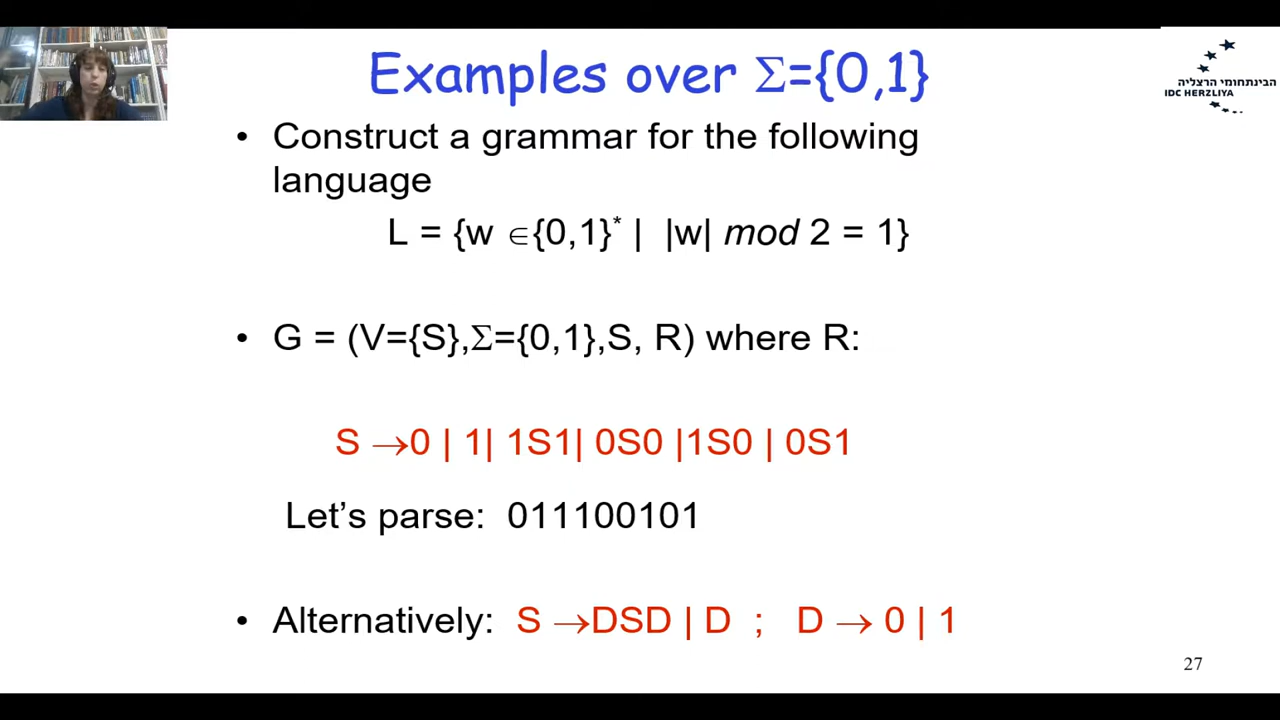 Examples over Σ={0,1}
הבינתחומי הרצליה
IDC HERZLIYA
• Construct a grammar for the following
language
L = {w ∈{0,1}* | |w| mod 2 = 1}
• G = (V={S},Σ={0,1},S, R) where R:
S →0 | 1| 1S1| 0S0 |1S0 | 0S1
Let’s parse: 011100101
• Alternatively: S →DSD | D ; D → 0 | 1
27